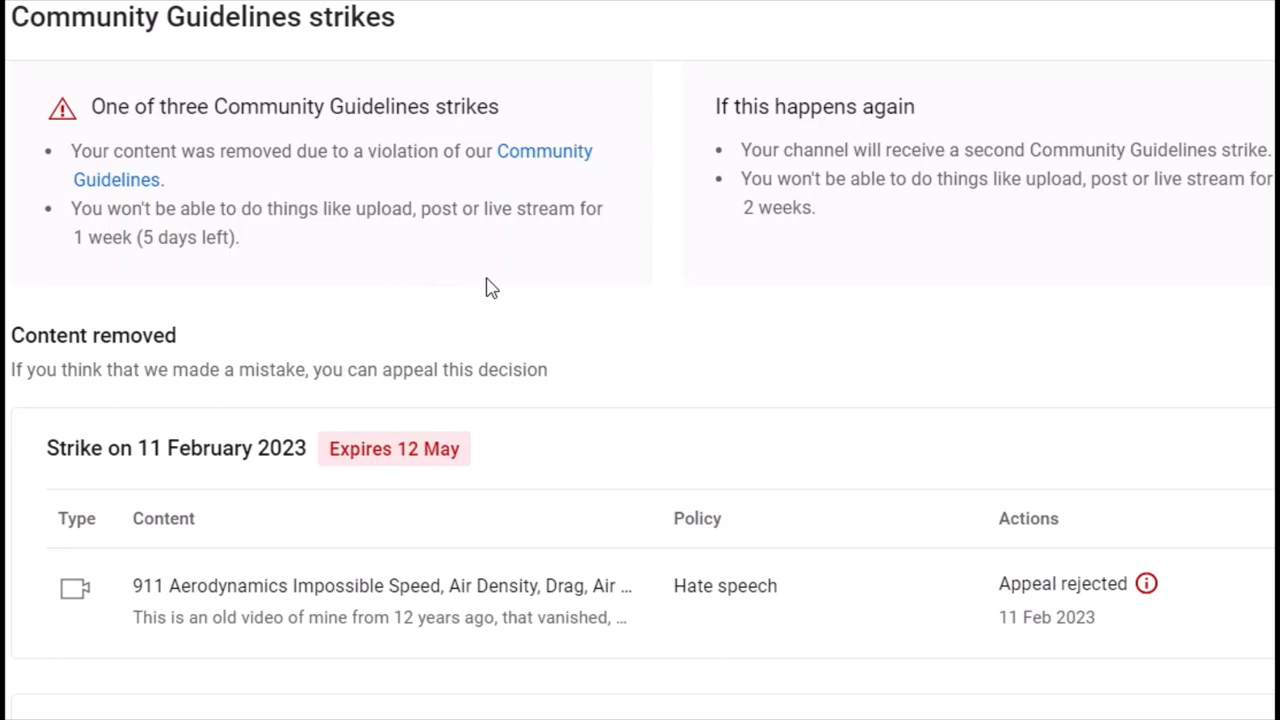 Community Guidelines strikes
One of three Community Guidelines strikes
Your content was removed due to a violation of our Community
Guidelines.
You won't be able to do things like upload, post or live stream for
1 week (5 days left).
If this happens again
Your channel will receive a second Community Guidelines strike.
You won't be able to do things like upload, post or live stream for
2 weeks.
Content removed
If you think that we made a mistake, you can appeal this decision
Strike on 11 February 2023 Expires 12 May
Type Content Policy Actions
911 Aerodynamics Impossible Speed, Air Density, Drag, Air ... Hate speech Appeal rejected
This is an old video of mine from 12 years ago, that vanished, ... 11 Feb 2023